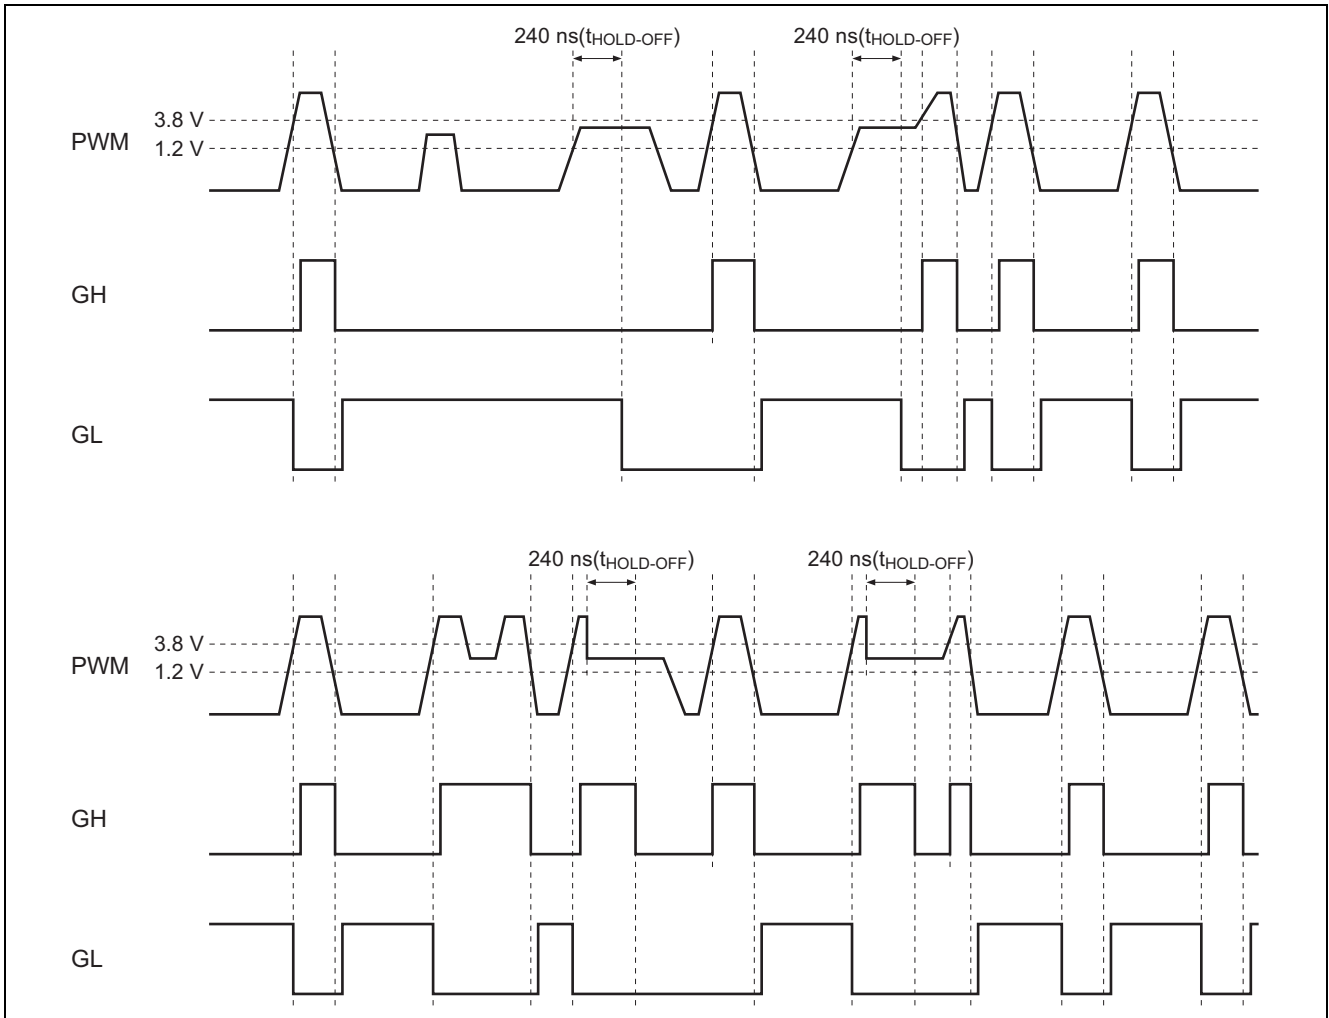 240 ns(tHOLD-OFF) 240 ns(tHOLD-OFF)
3.8 V
PWM
1.2 V
GH
GL
240 ns(tHOLD-OFF) 240 ns(tHOLD-OFF)
3.8 V
PWM
1.2 V
GH
GL